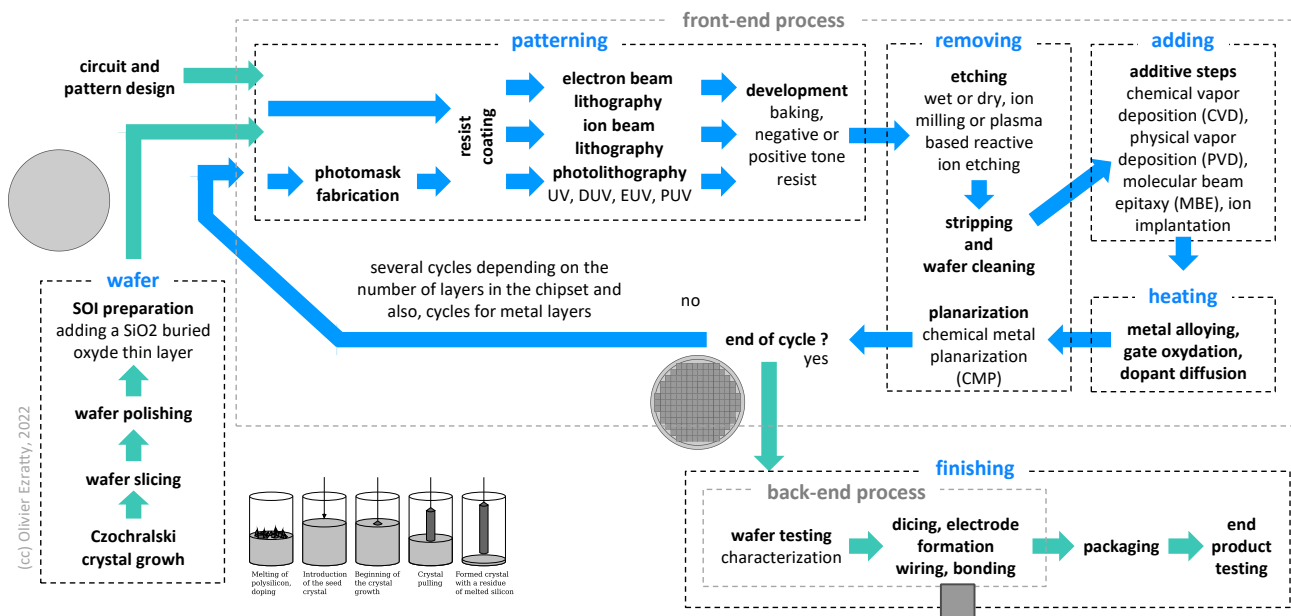 front-end process
patterning
removing
adding
circuit and
pattern design
resist
coating
photomask
fabrication
electron beam
lithography
ion beam
lithography
photolithography
UV, DUV, EUV, PUV
development
baking,
negative or
positive tone
resist
etching
wet or dry, ion
milling or plasma
based reactive
ion etching
stripping
and
wafer cleaning
additive steps
chemical vapor
deposition (CVD),
physical vapor
deposition (PVD),
molecular beam
epitaxy (MBE), ion
implantation
heating
metal alloying,
gate oxydation,
dopant diffusion
planarization
chemical metal
planarization
(CMP)
several cycles depending on the
number of layers in the chipset and
also, cycles for metal layers
no
end of cycle ?
yes
wafer
SOI preparation
adding a SiO2 buried
oxyde thin layer
wafer polishing
wafer slicing
Czochralski
crystal growth
(cc) Olivier Ezratty, 2022
Melting of
polysilicon,
doping
Introduction
of the seed
crystal
Beginning of
the crystal
growth
Crystal
pulling
Formed crystal
with a residue
of melted silicon
finishing
back-end process
wafer testing
characterization
dicing, electrode
formation
wiring, bonding
packaging
end
product
testing